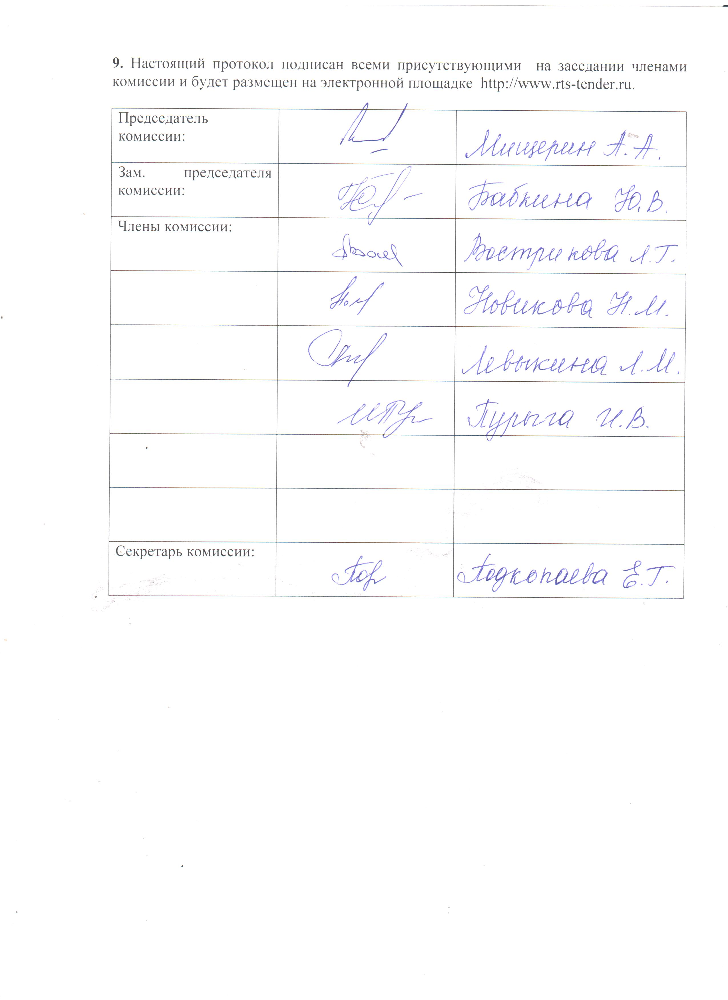 9. Настоящий протокол подписан всеми присутствующими на заседании членами
комиссии и будет размещен на электронной площадке http://www.rts-tender.ru.
Председатель
комиссии:
Мищерин А.А.
Зам. председателя
комиссии:
Бабкина Ю.В.
Члены комиссии:
Вострикова Л.Г.
Новикова Н.М.
Левыкина Л.М.
Пурыга И.В.
Секретарь комиссии:
Подкопаева Е.Г.